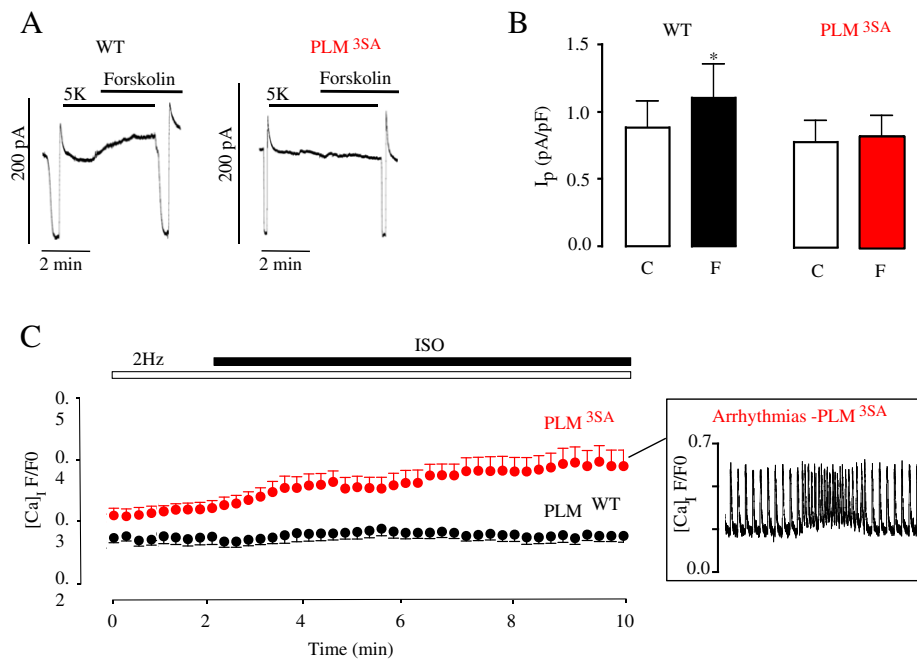 A
WT
PLM 3SA
Forskolin
5K
200 pA
2 min
Forskolin
5K
200 pA
2 min
B
WT
PLM 3SA
1.5
1.0
0.5
0.0
Ip (pA/pF)
*
C
F
C
F
C
2Hz
ISO
0.
5
0.
4
0.
3
0.
2
[Ca]I F/F0
PLM 3SA
PLM WT
0
2
4
6
8
10
Time (min)
Arrhythmias -PLM 3SA
0.7
0.0
[Ca]I F/F0